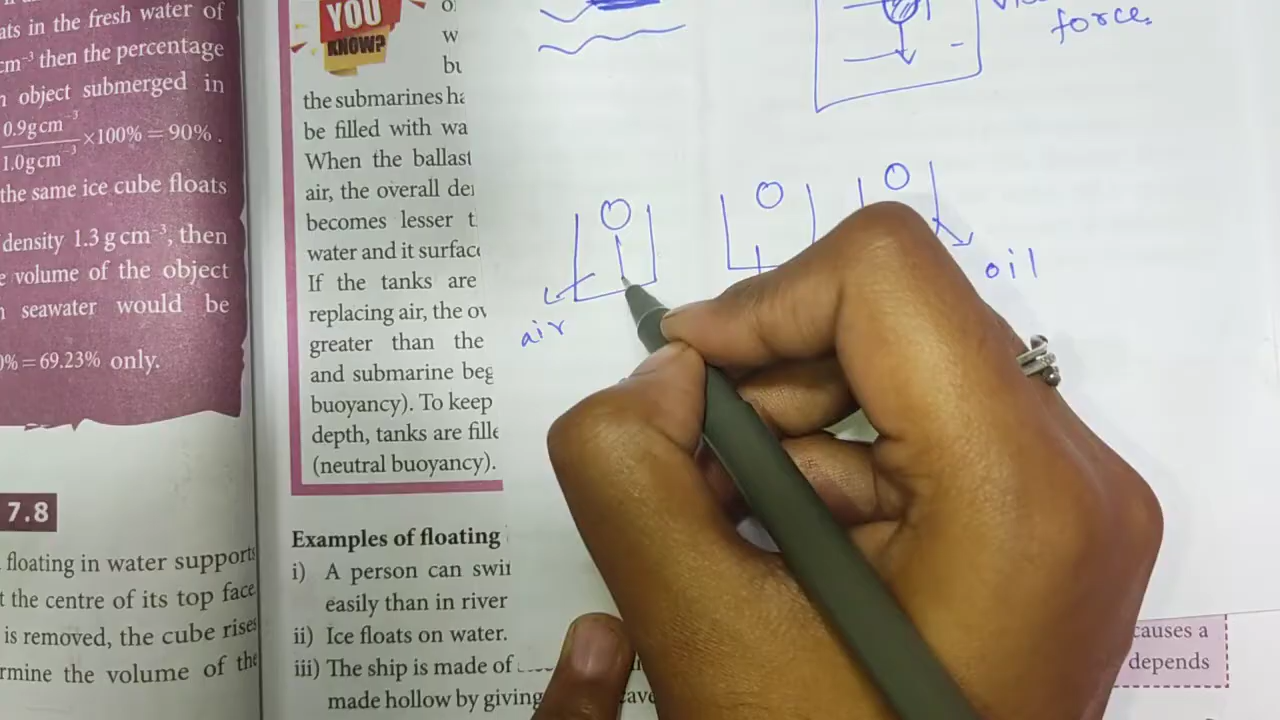 ats in the fresh water of
cm⁻³ then the percentage
object submerged in
0.9gcm⁻³
1.0gcm⁻³
×100% = 90%.
the same ice cube floats
density 1.3 g cm⁻³, then
volume of the object
seawater would be
0% = 69.23% only.
7.8
floating in water supports
the centre of its top face
is removed, the cube rises
rmine the volume of the
YOU
KNOW?
w
bu
the submarines ha
be filled with wa
When the ballast
air, the overall de
becomes lesser t
water and it surfac
If the tanks are
replacing air, the ov
greater than the
and submarine beg
buoyancy). To keep
depth, tanks are fille
(neutral buoyancy).
Examples of floating
i) A person can swi
easily than in river
ii) Ice floats on water.
iii) The ship is made of
made hollow by giving
force.
air
oil
causes a
depends